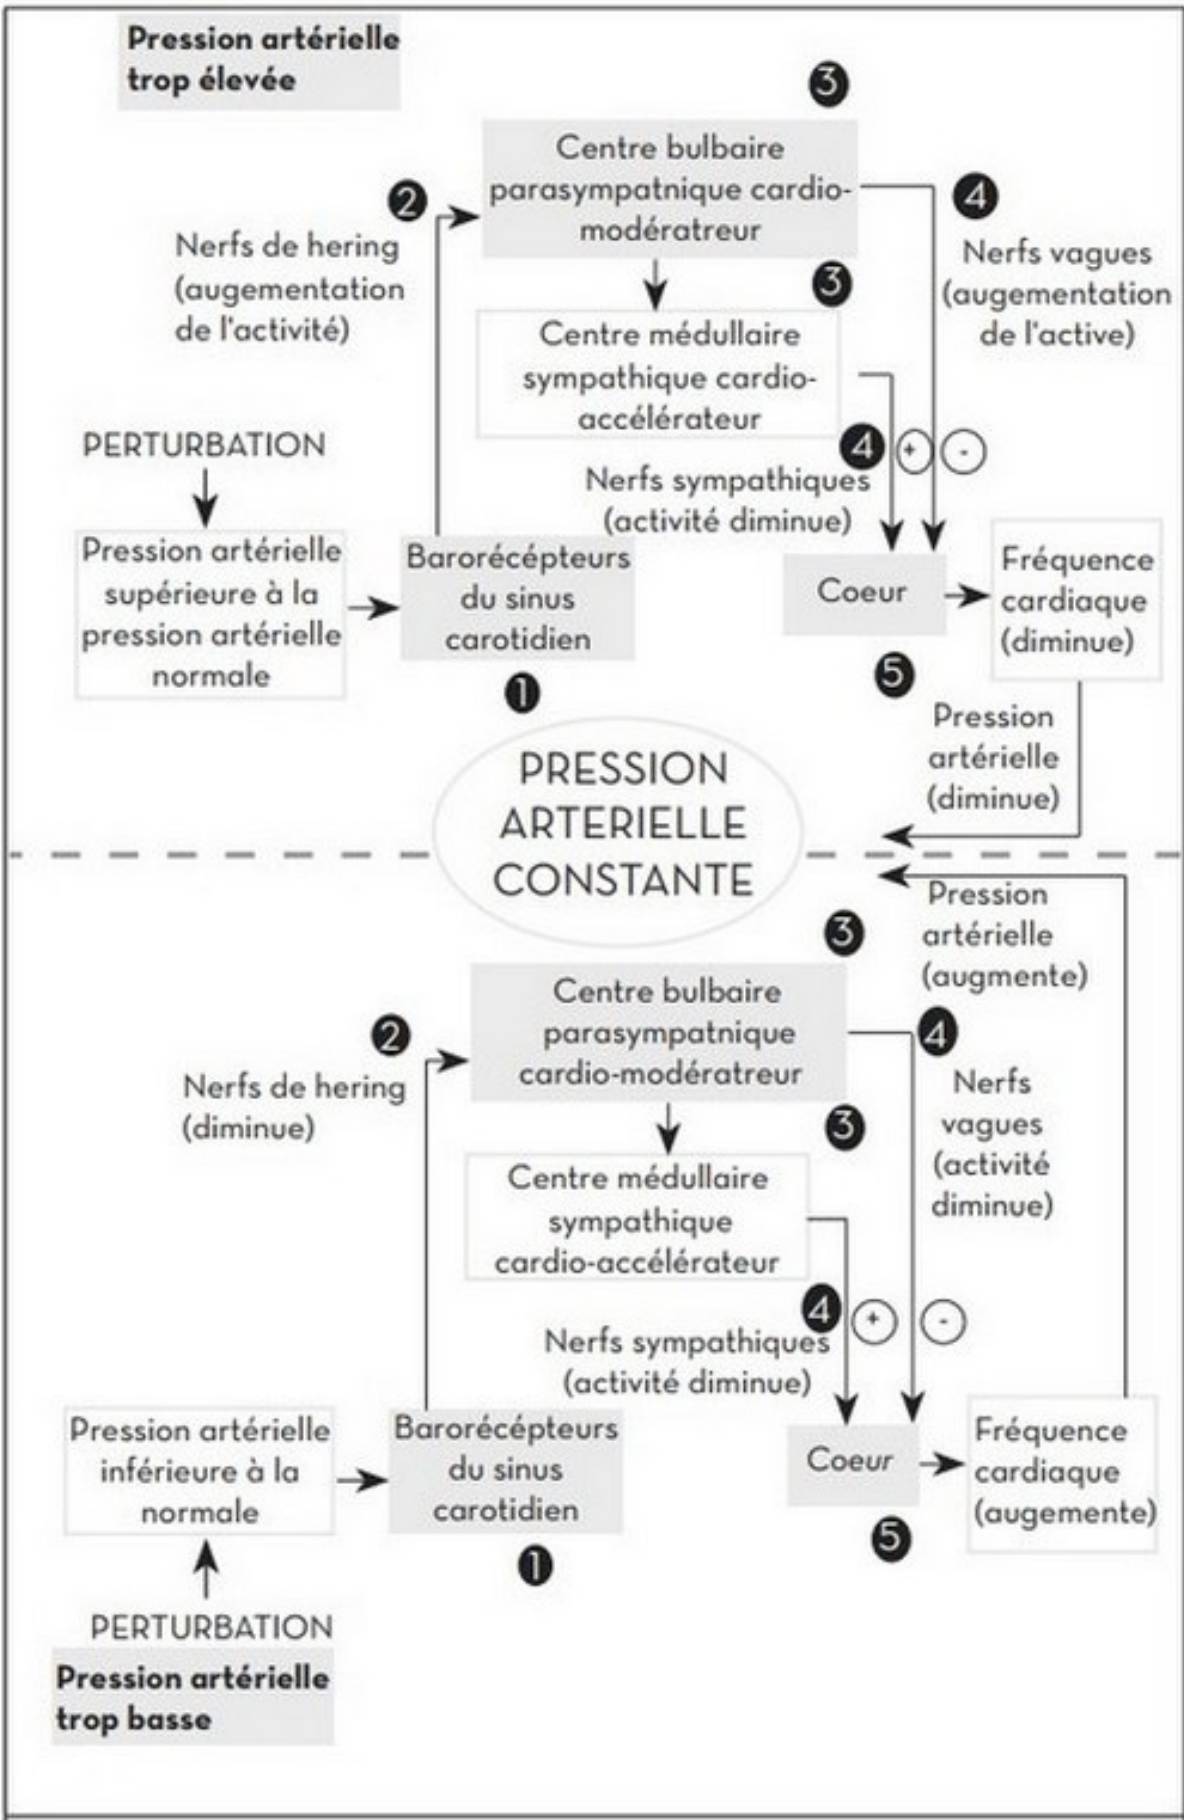 Pression artérielle
trop élevée
3
Centre bulbaire
parasympatnique cardio-
modératreur
2
Nerfs de hering
(augementation
de l'activité)
4
Nerfs vagues
(augementation
de l'active)
3
Centre médullaire
sympathique cardio-
accélérateur
4
+
-
Nerfs sympathiques
(activité diminue)
PERTURBATION
Pression artérielle
supérieure à la
pression artérielle
normale
Barorécépteurs
du sinus
carotidien
1
Coeur
5
Fréquence
cardiaque
(diminue)
Pression
artérielle
(diminue)
PRESSION
ARTERIELLE
CONSTANTE
Pression
artérielle
(augmente)
3
Centre bulbaire
parasympatnique
cardio-modératreur
2
Nerfs de hering
(diminue)
4
Nerfs
vagues
(activité
diminue)
3
Centre médullaire
sympathique
cardio-accélérateur
4
+
-
Nerfs sympathiques
(activité diminue)
Pression artérielle
inférieure à la
normale
Barorécépteurs
du sinus
carotidien
1
Coeur
5
Fréquence
cardiaque
(augemente)
PERTURBATION
Pression artérielle
trop basse